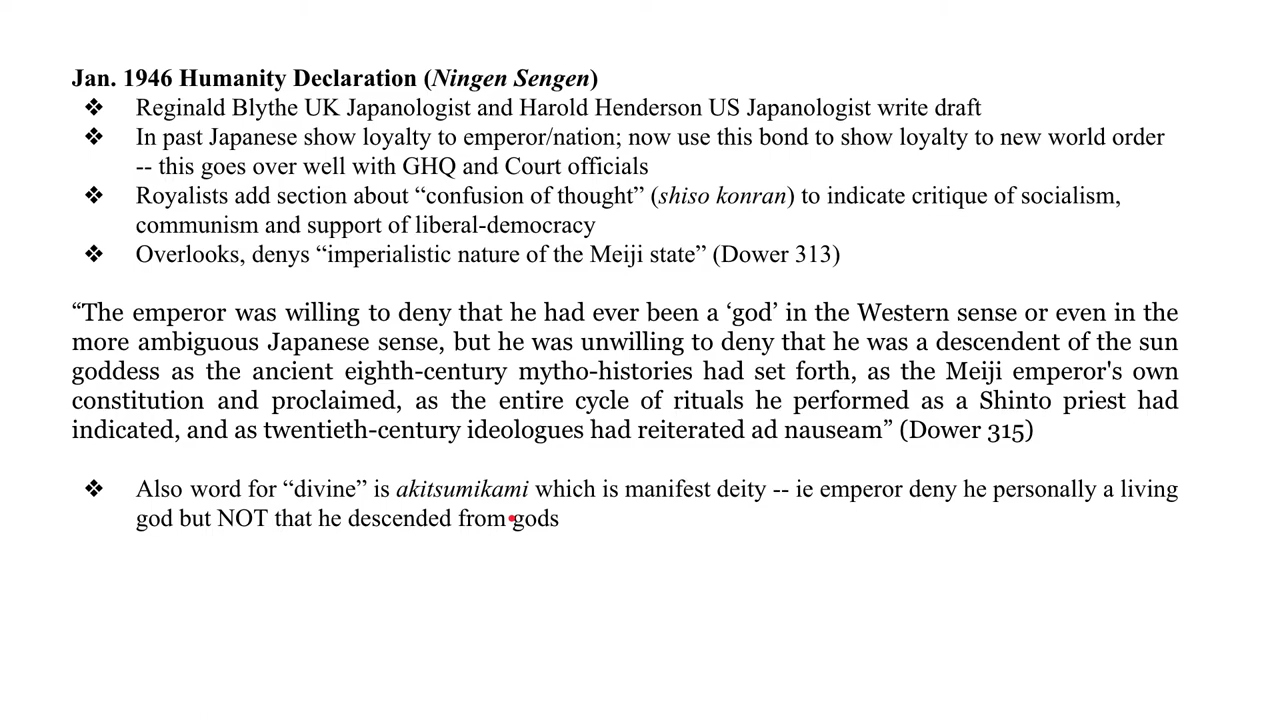 Jan. 1946 Humanity Declaration (Ningen Sengen)
❖ Reginald Blythe UK Japanologist and Harold Henderson US Japanologist write draft
❖ In past Japanese show loyalty to emperor/nation; now use this bond to show loyalty to new world order
-- this goes over well with GHQ and Court officials
❖ Royalists add section about “confusion of thought” (shiso konran) to indicate critique of socialism,
communism and support of liberal-democracy
❖ Overlooks, denys “imperialistic nature of the Meiji state” (Dower 313)
“The emperor was willing to deny that he had ever been a ‘god’ in the Western sense or even in the
more ambiguous Japanese sense, but he was unwilling to deny that he was a descendent of the sun
goddess as the ancient eighth-century mytho-histories had set forth, as the Meiji emperor's own
constitution and proclaimed, as the entire cycle of rituals he performed as a Shinto priest had
indicated, and as twentieth-century ideologues had reiterated ad nauseam” (Dower 315)
❖ Also word for “divine” is akitsumikami which is manifest deity -- ie emperor deny he personally a living
god but NOT that he descended from gods